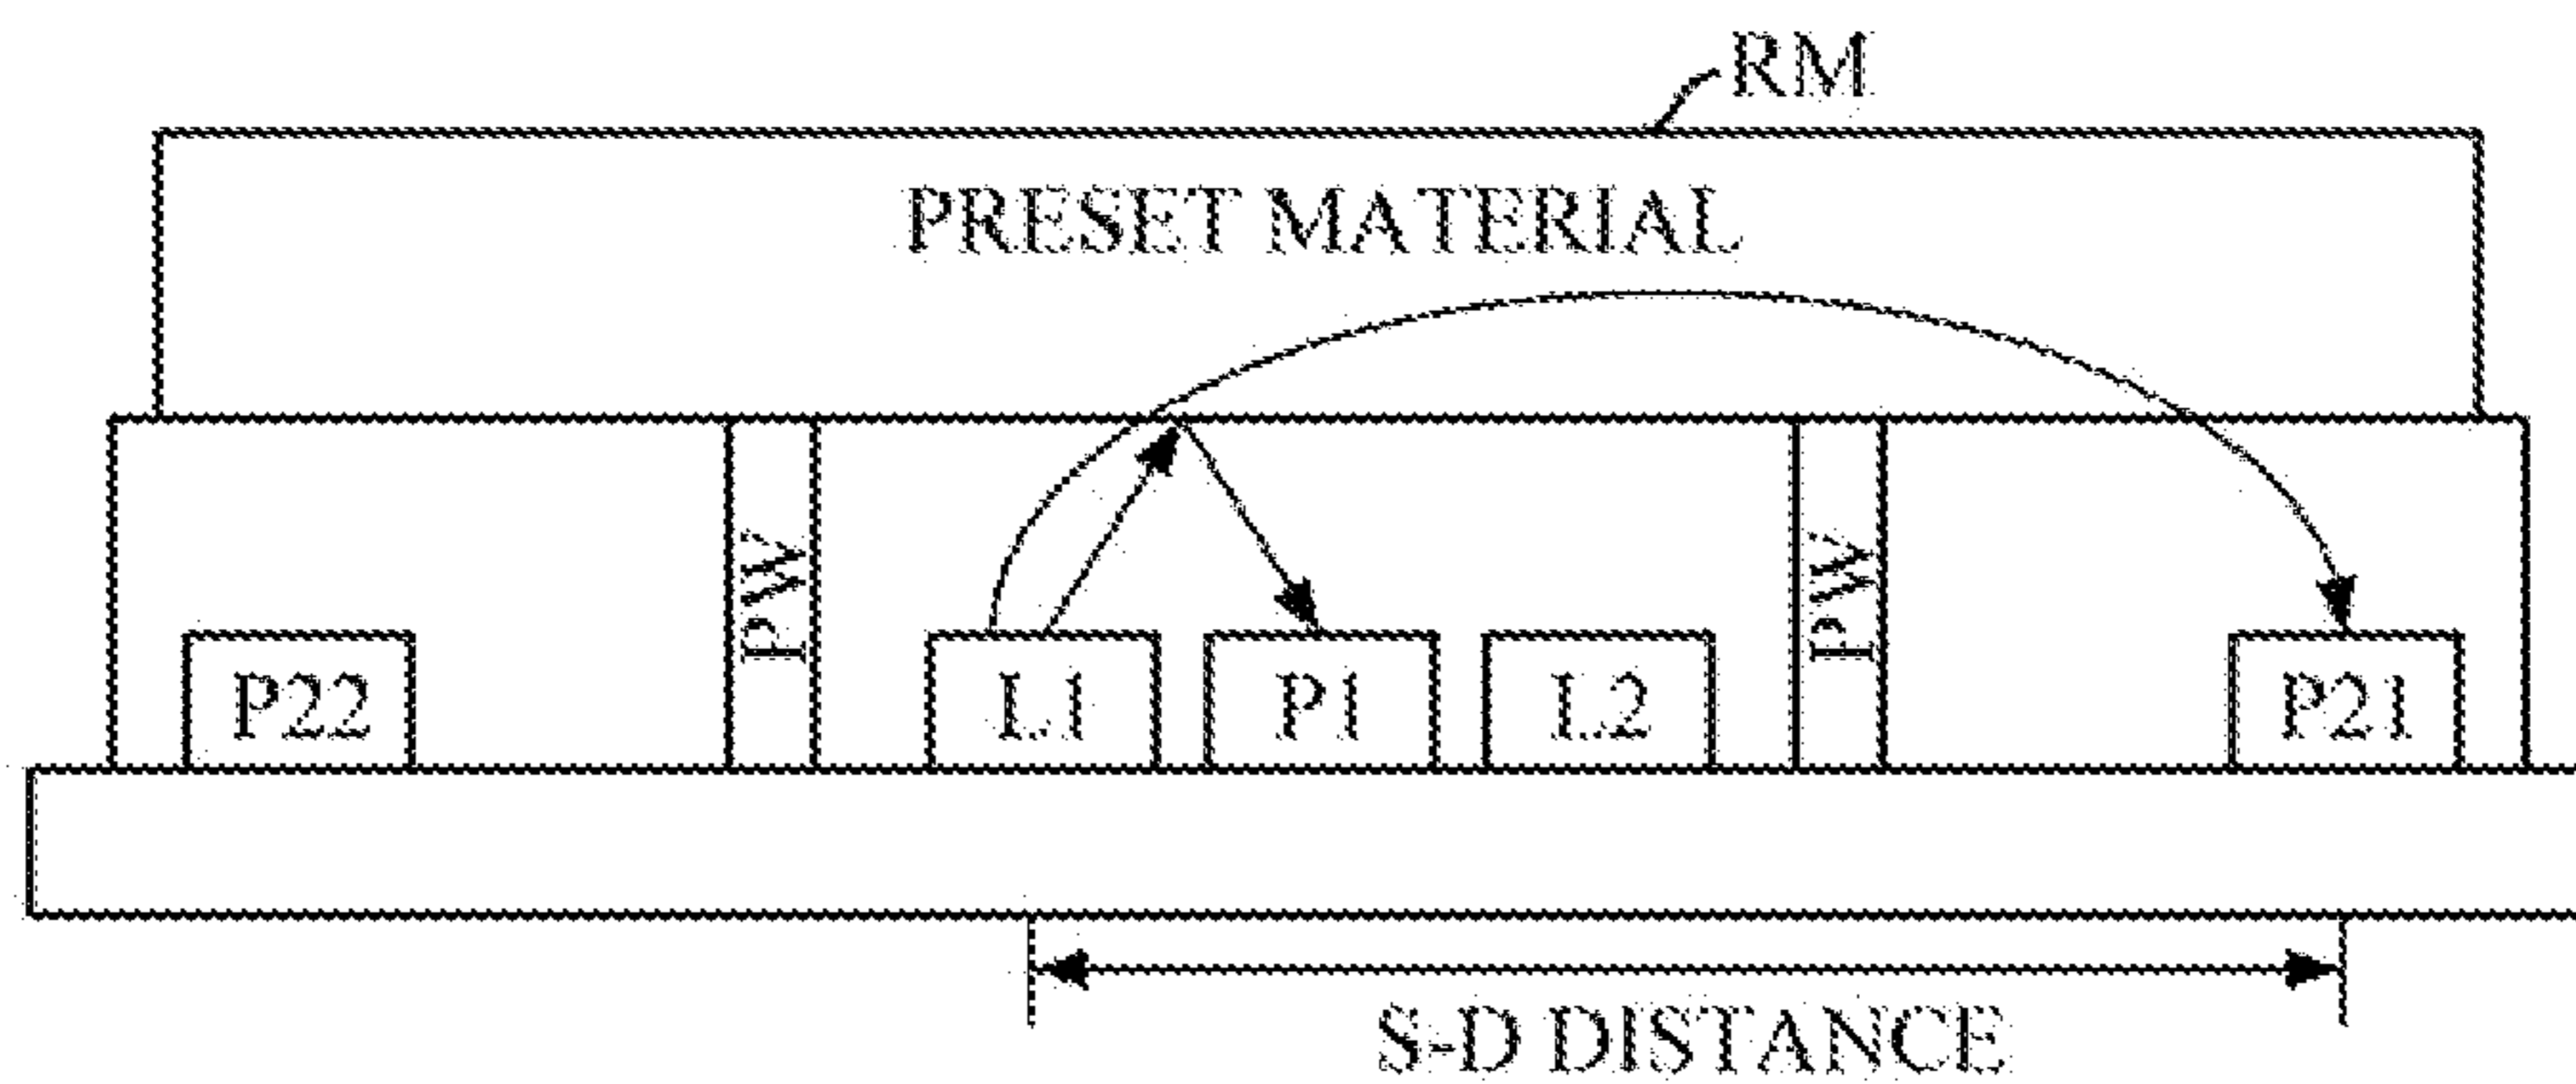 RM
PRESET MATERIAL
PW
PW
P22
L1
P1
L2
P21
S-D DISTANCE